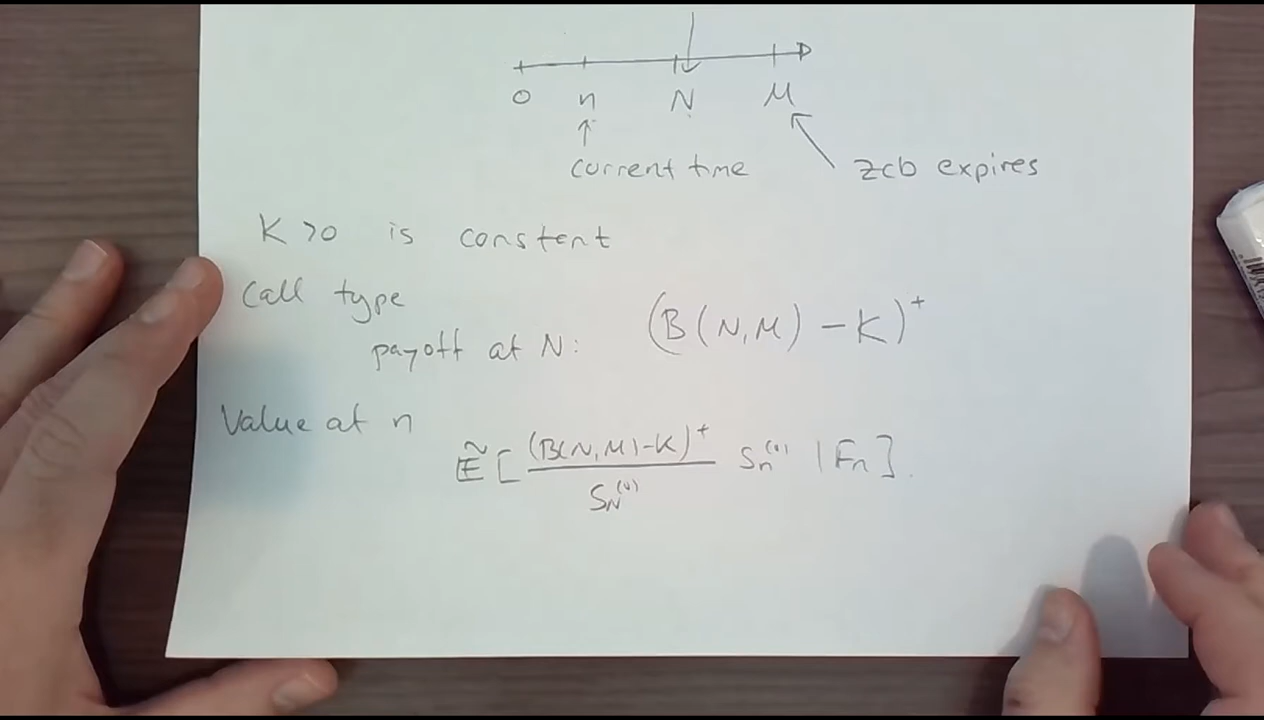 0 n N M
current time zcb expires
K >0 is constant
Call type
payoff at N: (B(N,M) - K)⁺
Value at n
Ẽ [ (B(N,M)-K)⁺ / S_N^{(0)} S_n^{(0)} | F_n ].